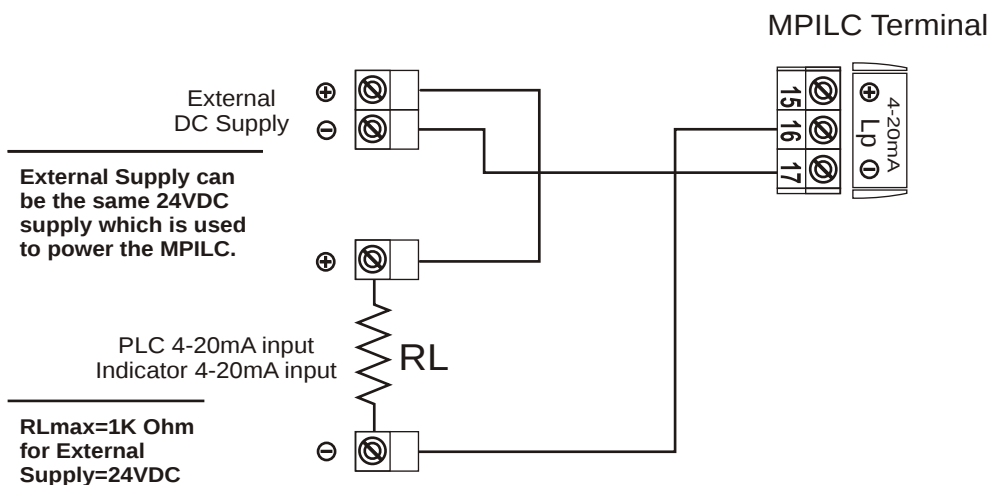 MPILC Terminal
External
DC Supply
⊕
⊖
15
16
17
⊕ Lp ⊖
4-20mA
External Supply can
be the same 24VDC
supply which is used
to power the MPILC.
⊕
PLC 4-20mA input
Indicator 4-20mA input
RL
RLmax=1K Ohm
for External
Supply=24VDC
⊖